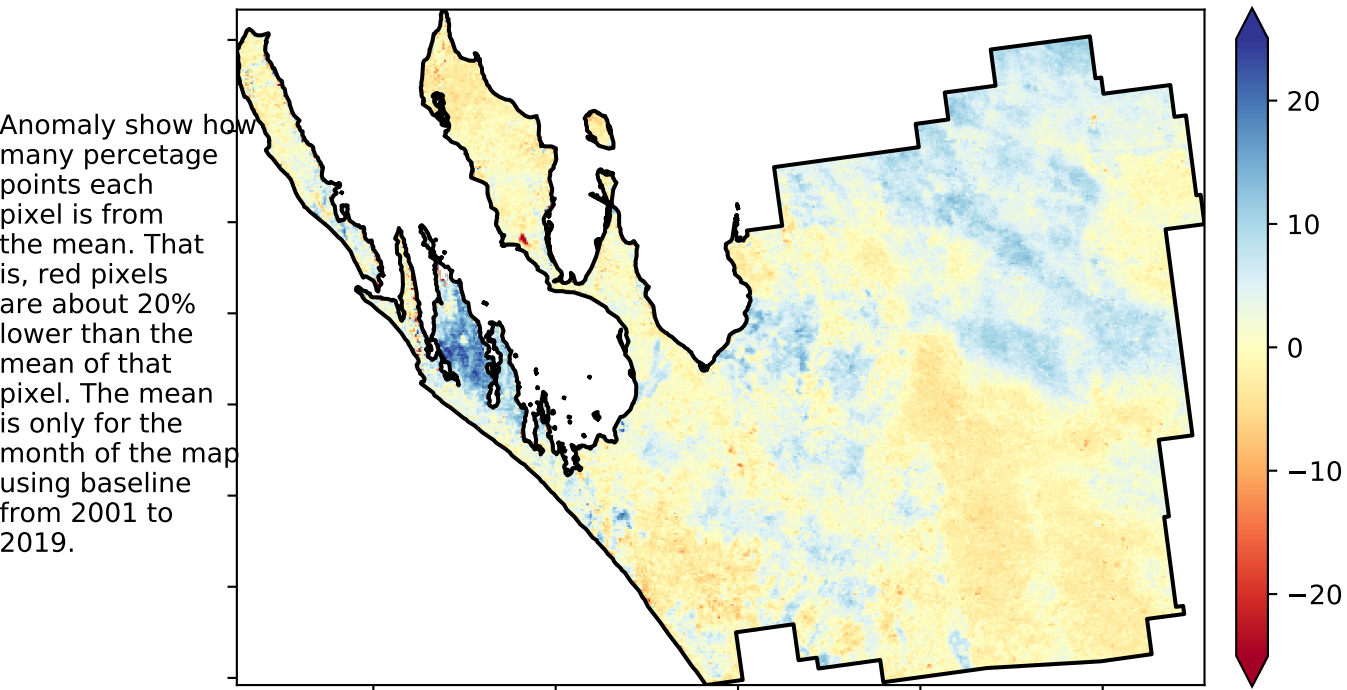 Anomaly show how
many percetage
points each
pixel is from
the mean. That
is, red pixels
are about 20%
lower than the
mean of that
pixel. The mean
is only for the
month of the map
using baseline
from 2001 to
2019.
20
10
0
−10
−20